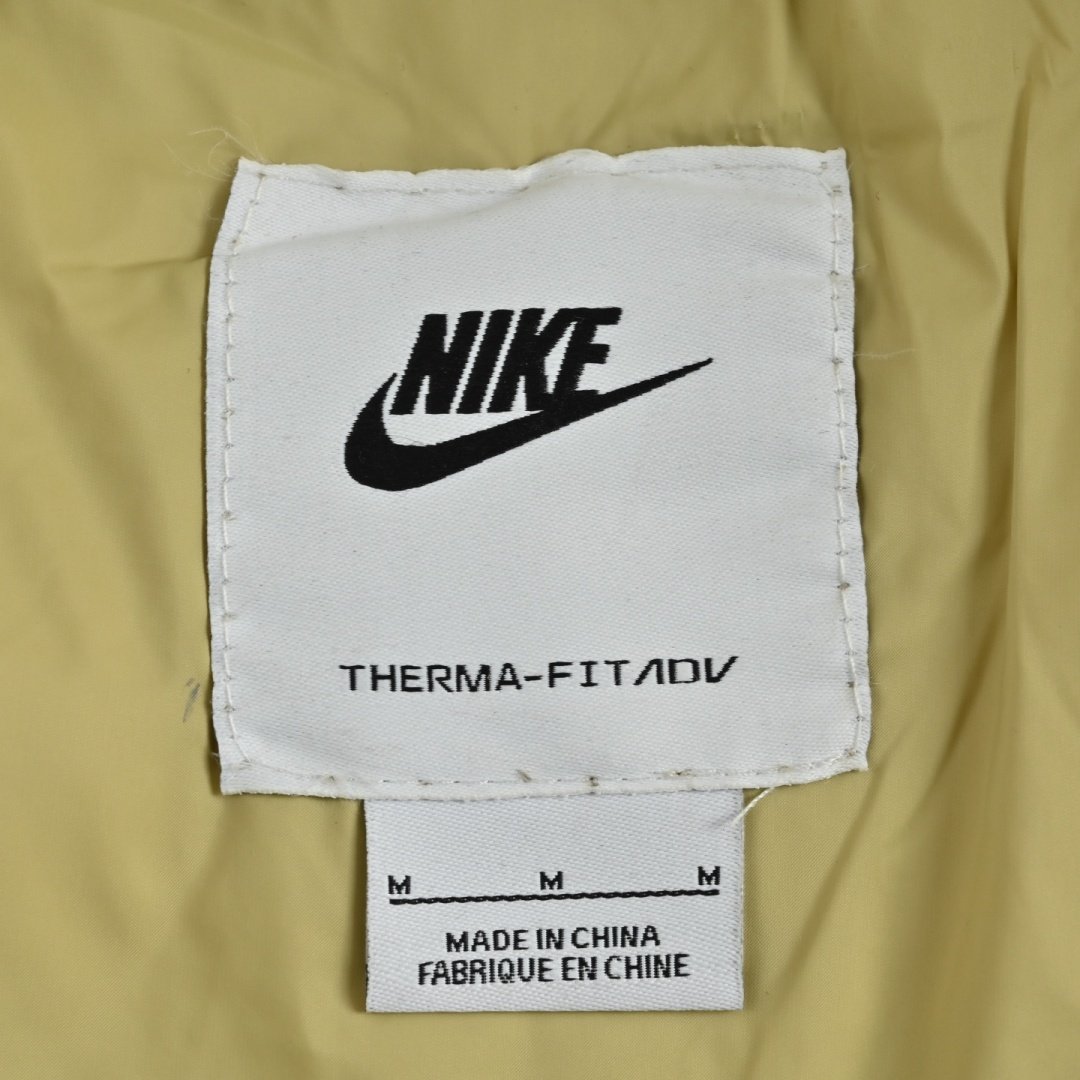 NIKE
THERMA-FIT ADV
M M M
MADE IN CHINA
FABRIQUE EN CHINE